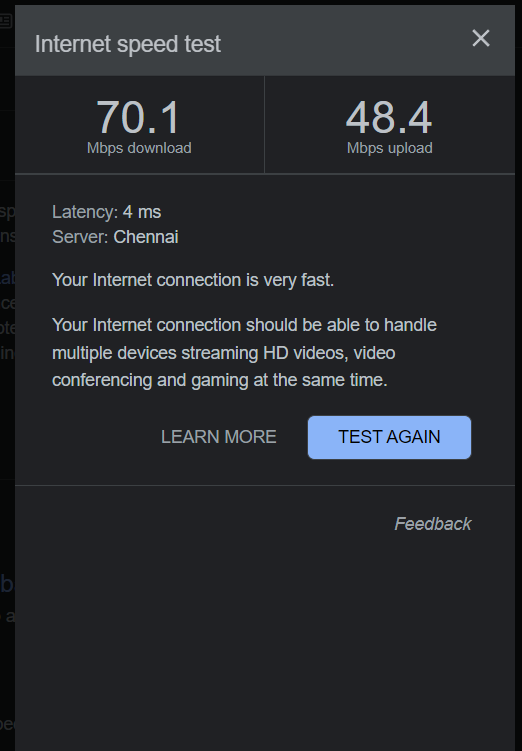 Internet speed test
70.1
Mbps download
48.4
Mbps upload
Latency: 4 ms
Server: Chennai
Your Internet connection is very fast.
Your Internet connection should be able to handle
multiple devices streaming HD videos, video
conferencing and gaming at the same time.
LEARN MORE
TEST AGAIN
Feedback